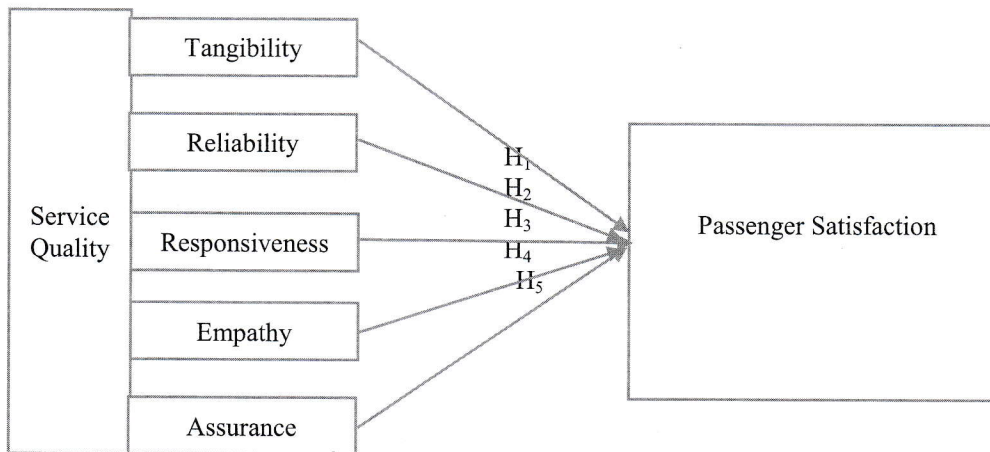 Service
Quality
Tangibility
Reliability
Responsiveness
Empathy
Assurance
H₁
H₂
H₃
H₄
H₅
Passenger Satisfaction